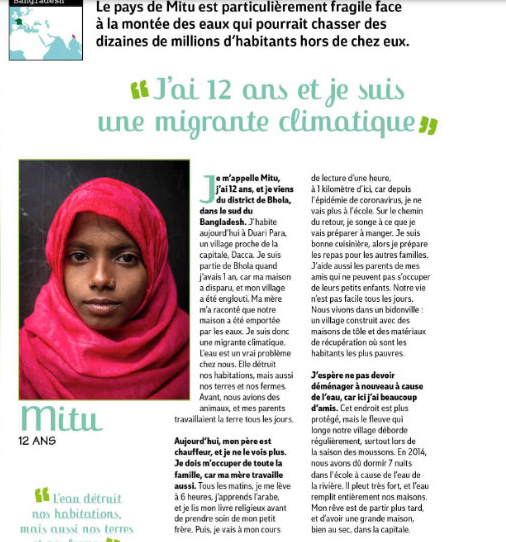 Bangladesh
Le pays de Mitu est particulièrement fragile face
à la montée des eaux qui pourrait chasser des
dizaines de millions d’habitants hors de chez eux.
“J’ai 12 ans et je suis
une migrante climatique”
Je m’appelle Mitu,
j’ai 12 ans, et je viens
du district de Bhola,
dans le sud du
Bangladesh. J’habite
aujourd’hui à Duari Para,
un village proche de la
capitale, Dacca. Je suis
partie de Bhola quand
j’avais 1 an, car ma maison
a disparu, et mon village
a été englouti. Ma mère
m’a raconté que notre
maison a été emportée
par les eaux. Je suis donc
une migrante climatique.
L’eau est un vrai problème
chez nous. Elle détruit
nos habitations, mais aussi
nos terres et nos fermes.
Avant, nous avions des
animaux, et mes parents
travaillaient la terre tous les jours.
Aujourd’hui, mon père est
chauffeur, et je ne le vois plus.
Je dois m’occuper de toute la
famille, car ma mère travaille
aussi. Tous les matins, je me lève
à 6 heures, j’apprends l’arabe,
et je lis mon livre religieux avant
de prendre soin de mon petit
frère. Puis, je vais à mon cours
de lecture d’une heure,
à 1 kilomètre d’ici, car depuis
l’épidémie de coronavirus, je ne
vais plus à l’école. Sur le chemin
du retour, je songe à ce que je
vais préparer à manger. Je suis
bonne cuisinière, alors je prépare
les repas pour les autres familles.
J’aide aussi les parents de mes
amis qui ne peuvent pas s’occuper
de leurs petits enfants. Notre vie
n’est pas facile tous les jours.
Nous vivons dans un bidonville :
un village construit avec des
maisons de tôle et des matériaux
de récupération où sont les
habitants les plus pauvres.
J’espère ne pas devoir
déménager à nouveau à cause
de l’eau, car ici j’ai beaucoup
d’amis. Cet endroit est plus
protégé, mais le fleuve qui
longe notre village déborde
régulièrement, surtout lors de
la saison des moussons. En 2014,
nous avons dû dormir 7 nuits
dans l’école à cause de l’eau de
la rivière. Il pleut très fort, et l’eau
remplit entièrement nos maisons.
Mon rêve est de partir plus tard,
et d’avoir une grande maison,
bien au sec, dans la capitale.
Mitu
12 ANS
“L’eau détruit
nos habitations,
mais aussi nos terres